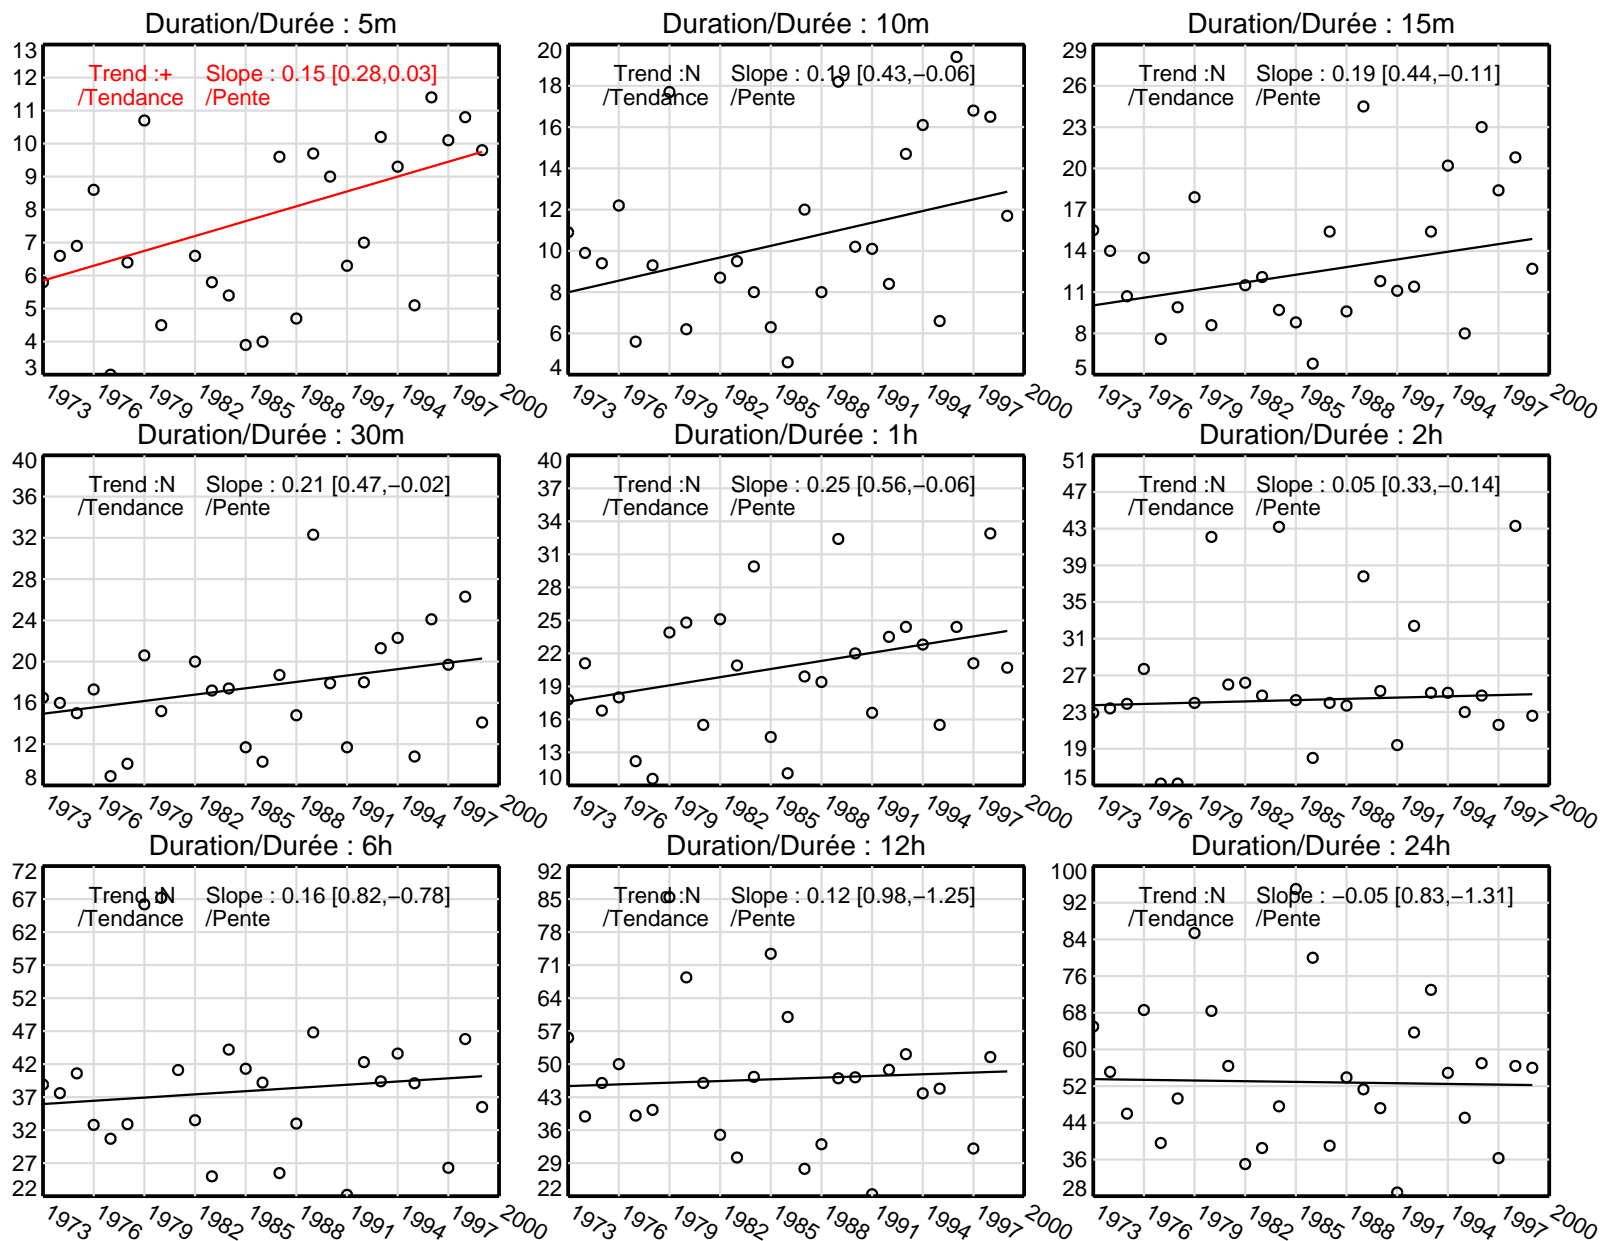 Duration/Durée : 5m
Trend :+ Slope : 0.15 [0.28,0.03]
/Tendance /Pente
13
12
11
10
9
8
7
6
5
4
3
1973 1976 1979 1982 1985 1988 1991 1994 1997 2000
Duration/Durée : 10m
Trend :N Slope : 0.19 [0.43,−0.06]
/Tendance /Pente
20
18
16
14
12
10
8
6
4
1973 1976 1979 1982 1985 1988 1991 1994 1997 2000
Duration/Durée : 15m
Trend :N Slope : 0.19 [0.44,−0.11]
/Tendance /Pente
29
26
23
20
17
14
11
8
5
1973 1976 1979 1982 1985 1988 1991 1994 1997 2000
Duration/Durée : 30m
Trend :N Slope : 0.21 [0.47,−0.02]
/Tendance /Pente
40
36
32
28
24
20
16
12
8
1973 1976 1979 1982 1985 1988 1991 1994 1997 2000
Duration/Durée : 1h
Trend :N Slope : 0.25 [0.56,−0.06]
/Tendance /Pente
40
37
34
31
28
25
22
19
16
13
10
1973 1976 1979 1982 1985 1988 1991 1994 1997 2000
Duration/Durée : 2h
Trend :N Slope : 0.05 [0.33,−0.14]
/Tendance /Pente
51
47
43
39
35
31
27
23
19
15
1973 1976 1979 1982 1985 1988 1991 1994 1997 2000
Duration/Durée : 6h
Trend :N Slope : 0.16 [0.82,−0.78]
/Tendance /Pente
72
67
62
57
52
47
42
37
32
27
22
1973 1976 1979 1982 1985 1988 1991 1994 1997 2000
Duration/Durée : 12h
Trend :N Slope : 0.12 [0.98,−1.25]
/Tendance /Pente
92
85
78
71
64
57
50
43
36
29
22
1973 1976 1979 1982 1985 1988 1991 1994 1997 2000
Duration/Durée : 24h
Trend :N Slope : −0.05 [0.83,−1.31]
/Tendance /Pente
100
92
84
76
68
60
52
44
36
28
1973 1976 1979 1982 1985 1988 1991 1994 1997 2000